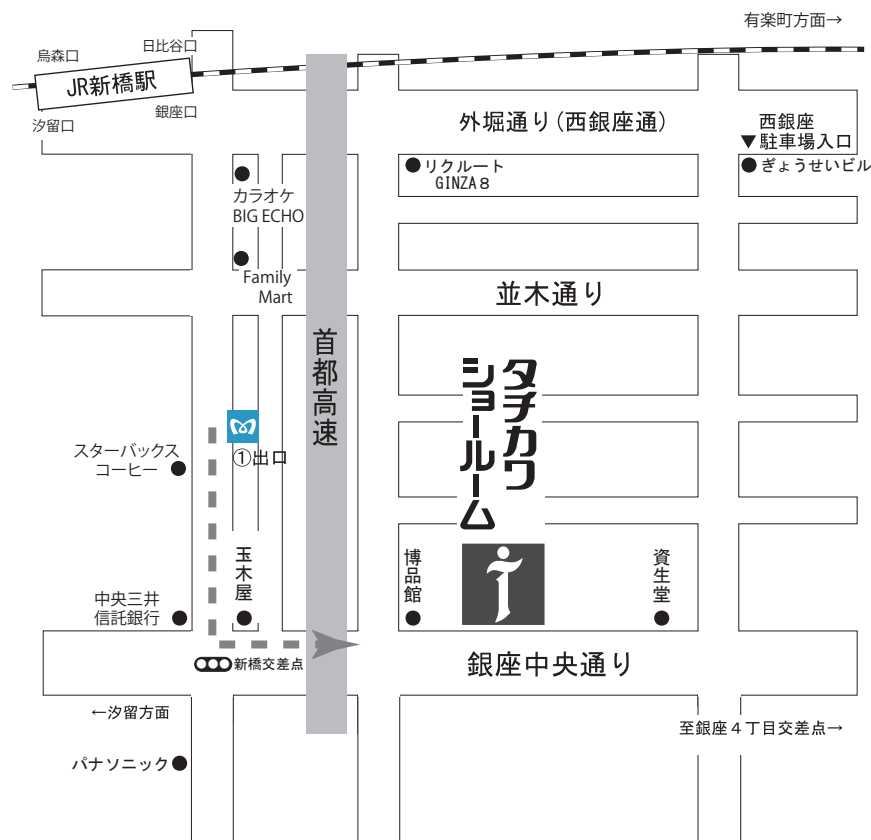 有楽町方面→
日比谷口
烏森口
JR新橋駅
銀座口
汐留口
外堀通り(西銀座通)
西銀座
▼駐車場入口
●ぎょうせいビル
●リクルート
GINZA8
カラオケ
BIG ECHO
Family
Mart
並木通り
首都高速
タチカワ
ショールーム
①出口
スターバックス
コーヒー
玉木屋
博品館
資生堂
中央三井
信託銀行
新橋交差点
銀座中央通り
←汐留方面
至銀座4丁目交差点→
パナソニック